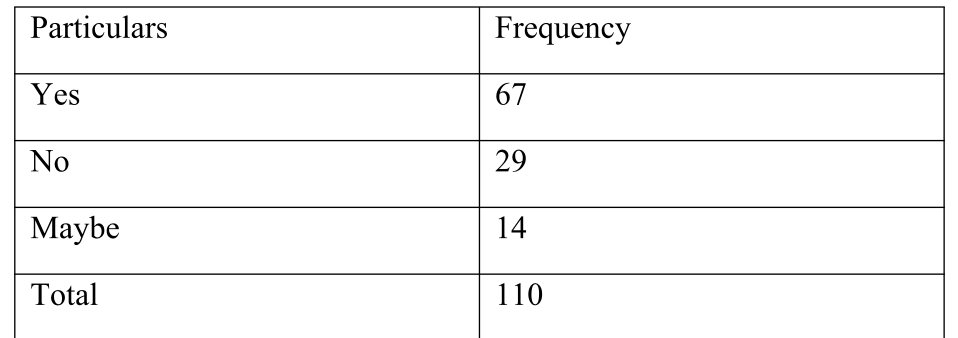 Particulars Frequency
Yes 67
No 29
Maybe 14
Total 110